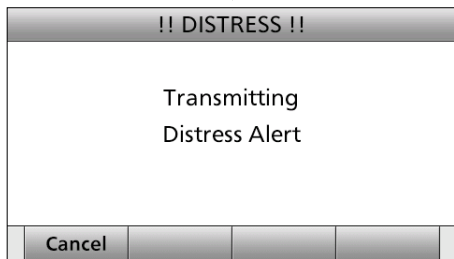 !! DISTRESS !!
Transmitting
Distress Alert
Cancel